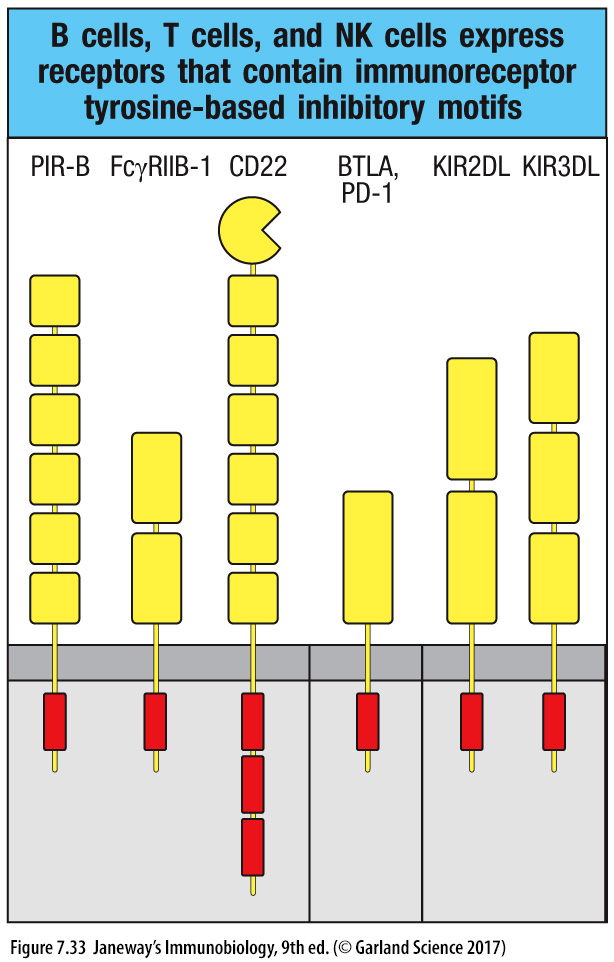 B cells, T cells, and NK cells express
receptors that contain immunoreceptor
tyrosine-based inhibitory motifs
PIR-B FcγRIIB-1 CD22 BTLA, KIR2DL KIR3DL
PD-1
Figure 7.33 Janeway’s Immunobiology, 9th ed. (© Garland Science 2017)